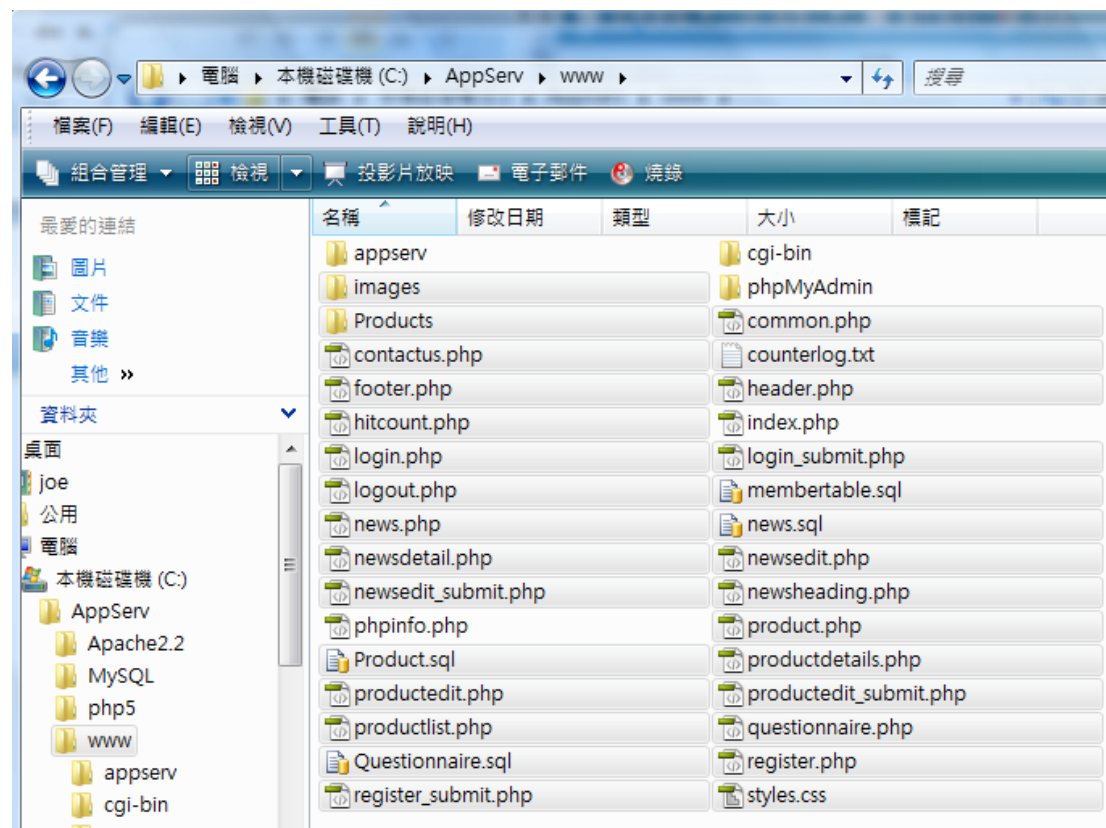 電腦 ▸ 本機磁碟機 (C:) ▸ AppServ ▸ www ▸ 搜尋
檔案(F) 編輯(E) 檢視(V) 工具(T) 說明(H)
組合管理 檢視 投影片放映 電子郵件 燒錄
最愛的連結
圖片
文件
音樂
其他 »
資料夾
桌面
joe
公用
電腦
本機磁碟機 (C:)
AppServ
Apache2.2
MySQL
php5
www
appserv
cgi-bin
名稱 修改日期 類型 大小 標記
appserv cgi-bin
images phpMyAdmin
Products common.php
contactus.php counterlog.txt
footer.php header.php
hitcount.php index.php
login.php login_submit.php
logout.php membertable.sql
news.php news.sql
newsdetail.php newsedit.php
newsedit_submit.php newsheading.php
phpinfo.php product.php
Product.sql productdetails.php
productedit.php productedit_submit.php
productlist.php questionnaire.php
Questionnaire.sql register.php
register_submit.php styles.css